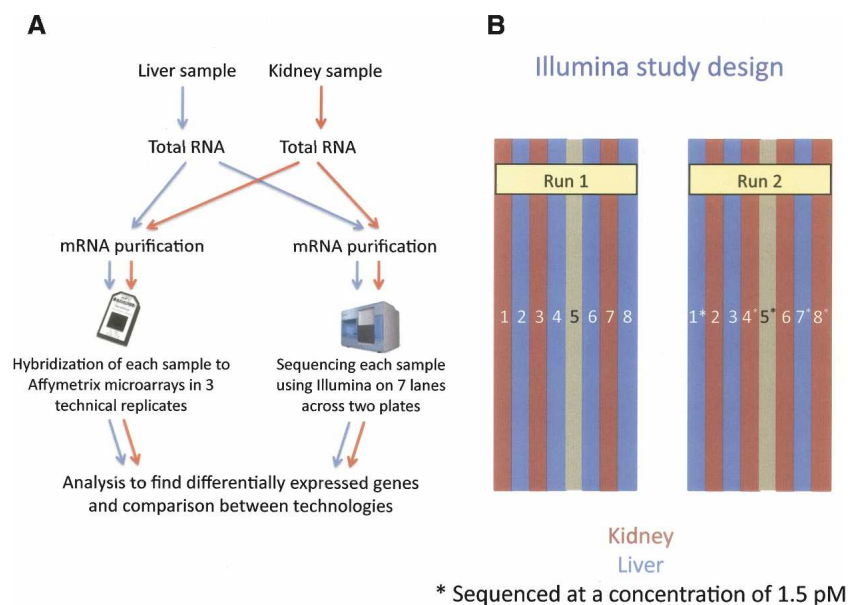 A
Liver sample
Kidney sample
Total RNA
Total RNA
mRNA purification
mRNA purification
Hybridization of each sample to
Affymetrix microarrays in 3
technical replicates
Sequencing each sample
using Illumina on 7 lanes
across two plates
Analysis to find differentially expressed genes
and comparison between technologies
B
Illumina study design
Run 1
1 2 3 4 5 6 7 8
Run 2
1* 2 3 4* 5* 6 7* 8*
Kidney
Liver
* Sequenced at a concentration of 1.5 pM